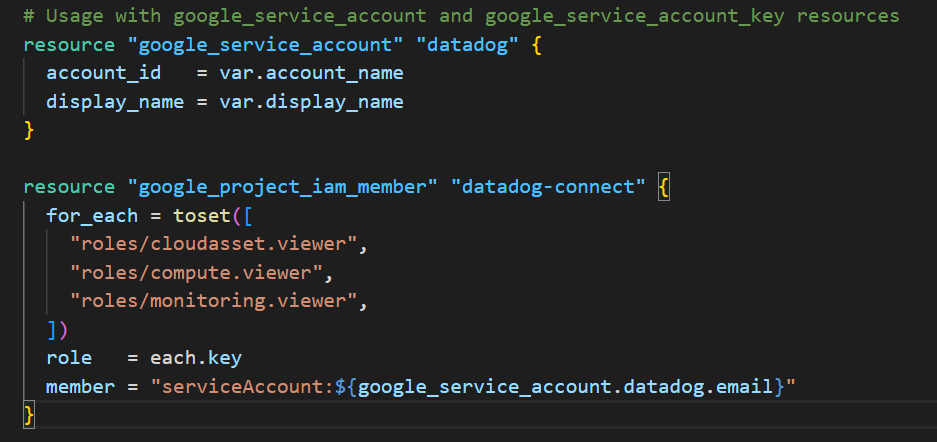 # Usage with google_service_account and google_service_account_key resources
resource "google_service_account" "datadog" {
  account_id   = var.account_name
  display_name = var.display_name
}

resource "google_project_iam_member" "datadog-connect" {
  for_each = toset([
    "roles/cloudasset.viewer",
    "roles/compute.viewer",
    "roles/monitoring.viewer",
  ])
  role   = each.key
  member = "serviceAccount:${google_service_account.datadog.email}"
}